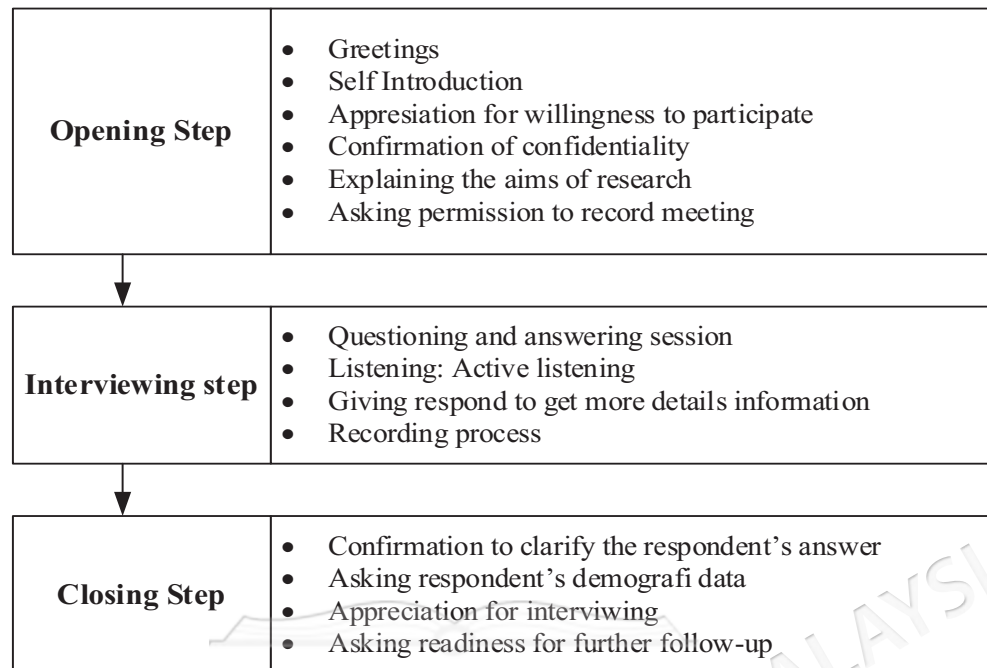 Opening Step
• Greetings
• Self Introduction
• Appresiation for willingness to participate
• Confirmation of confidentiality
• Explaining the aims of research
• Asking permission to record meeting
Interviewing step
• Questioning and answering session
• Listening: Active listening
• Giving respond to get more details information
• Recording process
Closing Step
• Confirmation to clarify the respondent’s answer
• Asking respondent’s demografi data
• Appreciation for interviwing
• Asking readiness for further follow-up